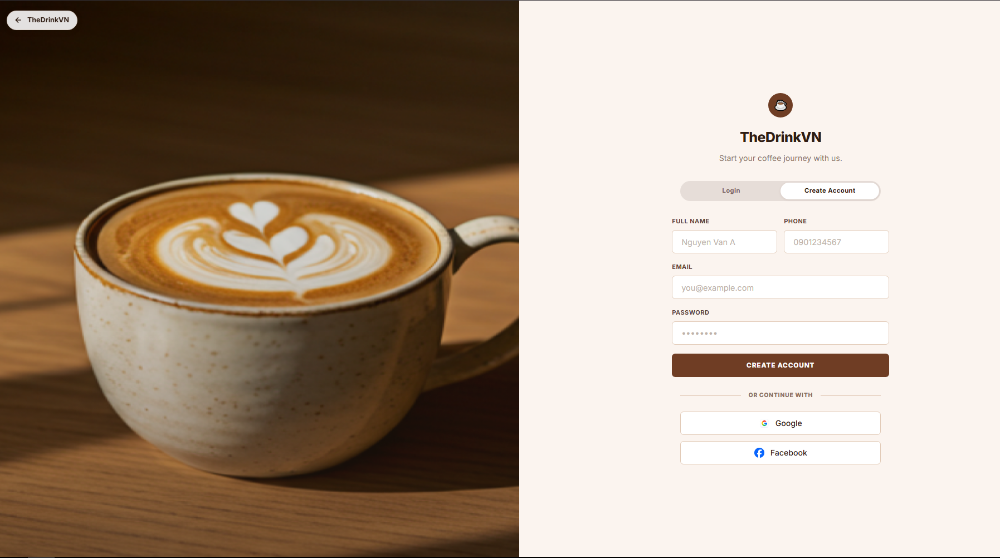 TheDrinkVN
TheDrinkVN
Start your coffee journey with us.
Login
Create Account
FULL NAME
PHONE
Nguyen Van A
0901234567
EMAIL
you@example.com
PASSWORD
••••••••
CREATE ACCOUNT
OR CONTINUE WITH
Google
Facebook